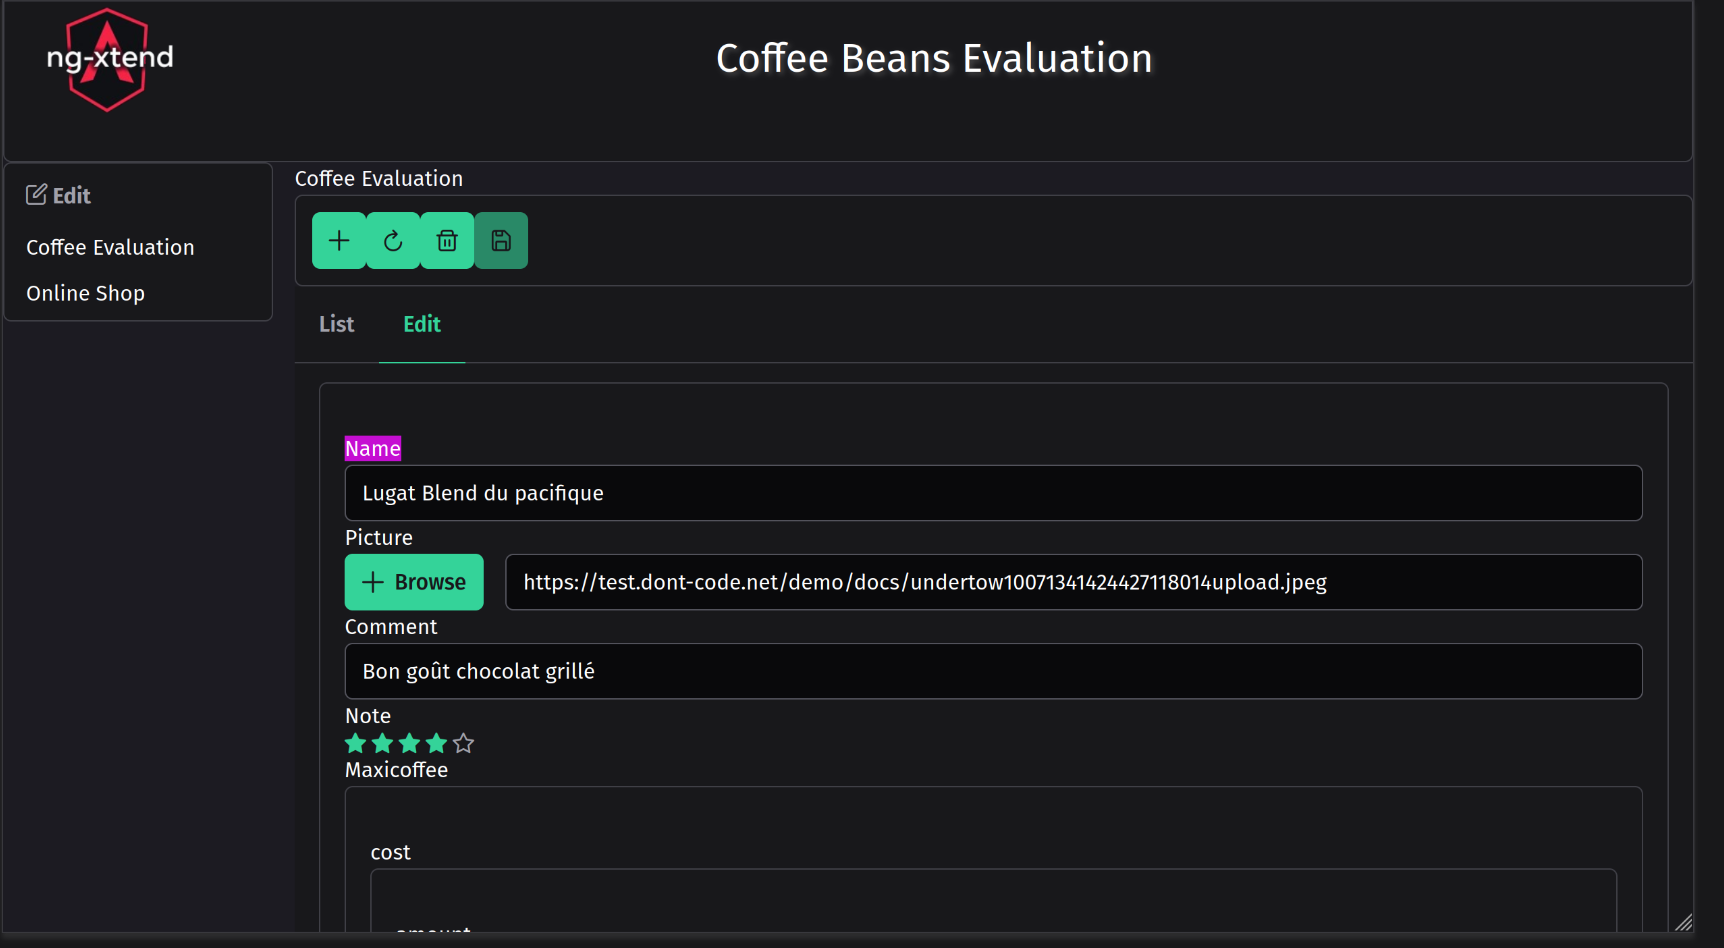 ng-xtend
Coffee Beans Evaluation
Edit
Coffee Evaluation
Online Shop
Coffee Evaluation
List
Edit
Name
Lugat Blend du pacifique
Picture
Browse
https://test.dont-code.net/demo/docs/undertow10071341424427118014upload.jpeg
Comment
Bon goût chocolat grillé
Note
Maxicoffee
cost
amount